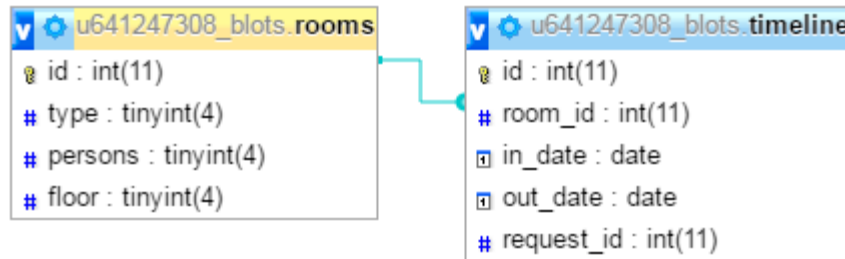 u641247308_blots.rooms
id : int(11)
type : tinyint(4)
persons : tinyint(4)
floor : tinyint(4)
u641247308_blots.timeline
id : int(11)
room_id : int(11)
in_date : date
out_date : date
request_id : int(11)